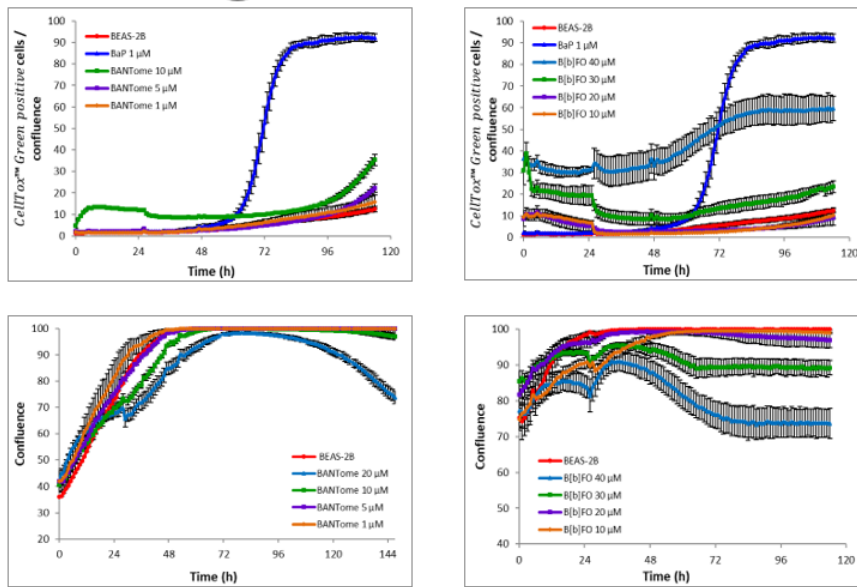 CellTox™ Green positive cells /
confluence
100
90
80
70
60
50
40
30
20
10
0
0 24 48 72 96 120
Time (h)
BEAS-2B
BaP 1 µM
BANTome 10 µM
BANTome 5 µM
BANTome 1 µM
CellTox™ Green positive cells /
confluence
100
90
80
70
60
50
40
30
20
10
0
0 24 48 72 96 120
Time (h)
BEAS-2B
BaP 1 µM
B[b]FO 40 µM
B[b]FO 30 µM
B[b]FO 20 µM
B[b]FO 10 µM
Confluence
100
90
80
70
60
50
40
30
20
0 24 48 72 96 120 144
Time (h)
BEAS-2B
BANTome 20 µM
BANTome 10 µM
BANTome 5 µM
BANTome 1 µM
Confluence
100
90
80
70
60
50
40
0 24 48 72 96 120
Time (h)
BEAS-2B
B[b]FO 40 µM
B[b]FO 30 µM
B[b]FO 20 µM
B[b]FO 10 µM